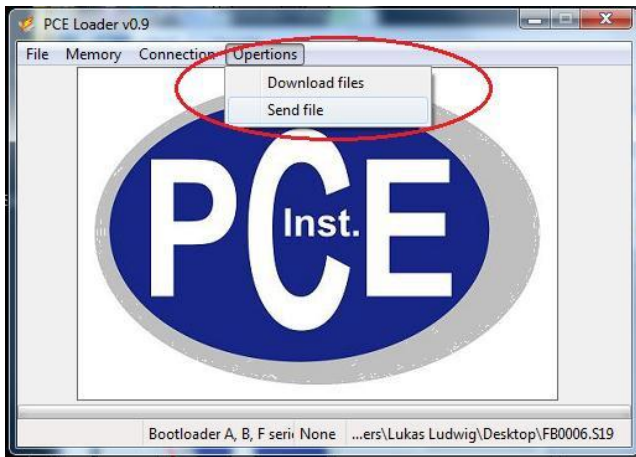 PCE Loader v0.9
File Memory Connection Opertions
Download files
Send file
PCE
Inst.
Bootloader A, B, F seri None ...ers\Lukas Ludwig\Desktop\FB0006.S19